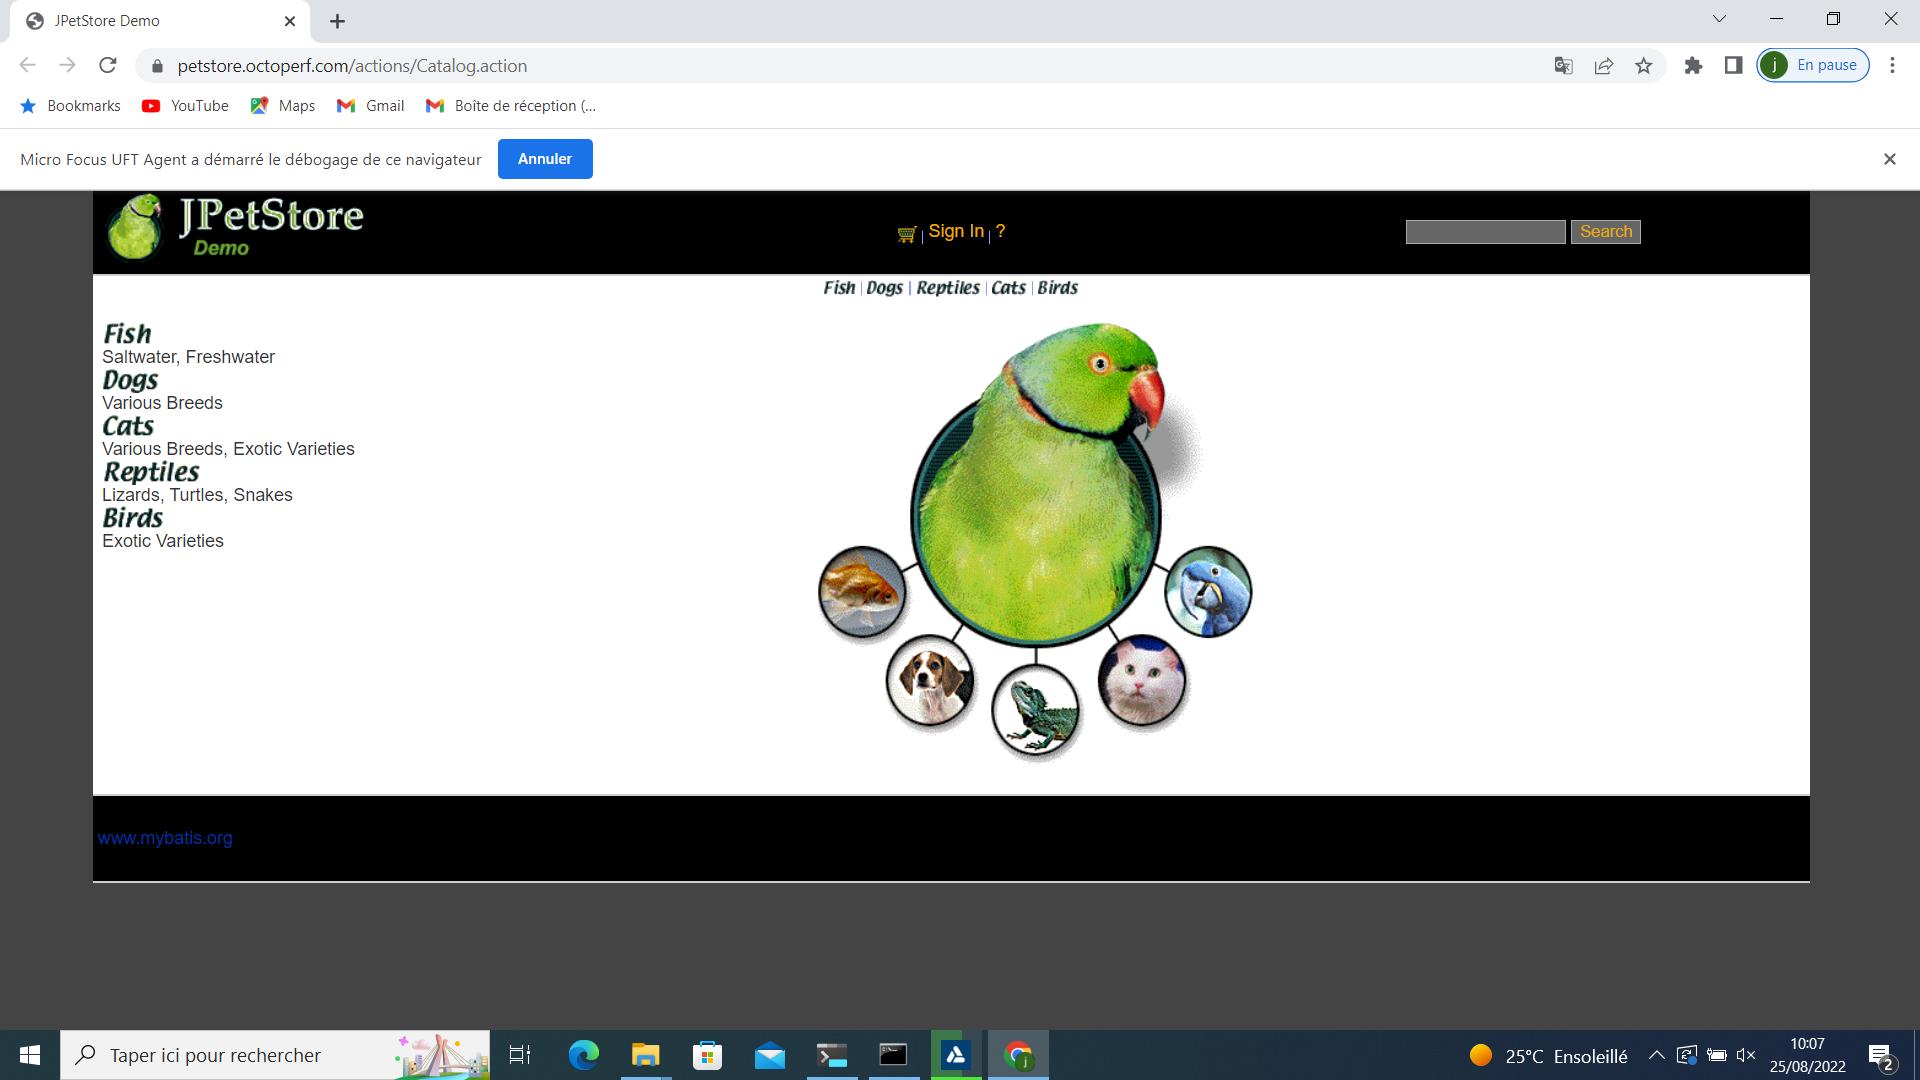 JPetStore Demo
petstore.octoperf.com/actions/Catalog.action
j En pause
Bookmarks YouTube Maps Gmail Boîte de réception (...
Micro Focus UFT Agent a démarré le débogage de ce navigateur Annuler
JPetStore
Demo
| Sign In | ?
Search
Fish | Dogs | Reptiles | Cats | Birds
Fish
Saltwater, Freshwater
Dogs
Various Breeds
Cats
Various Breeds, Exotic Varieties
Reptiles
Lizards, Turtles, Snakes
Birds
Exotic Varieties
www.mybatis.org
Taper ici pour rechercher
j
25°C Ensoleillé
10:07
25/08/2022
2